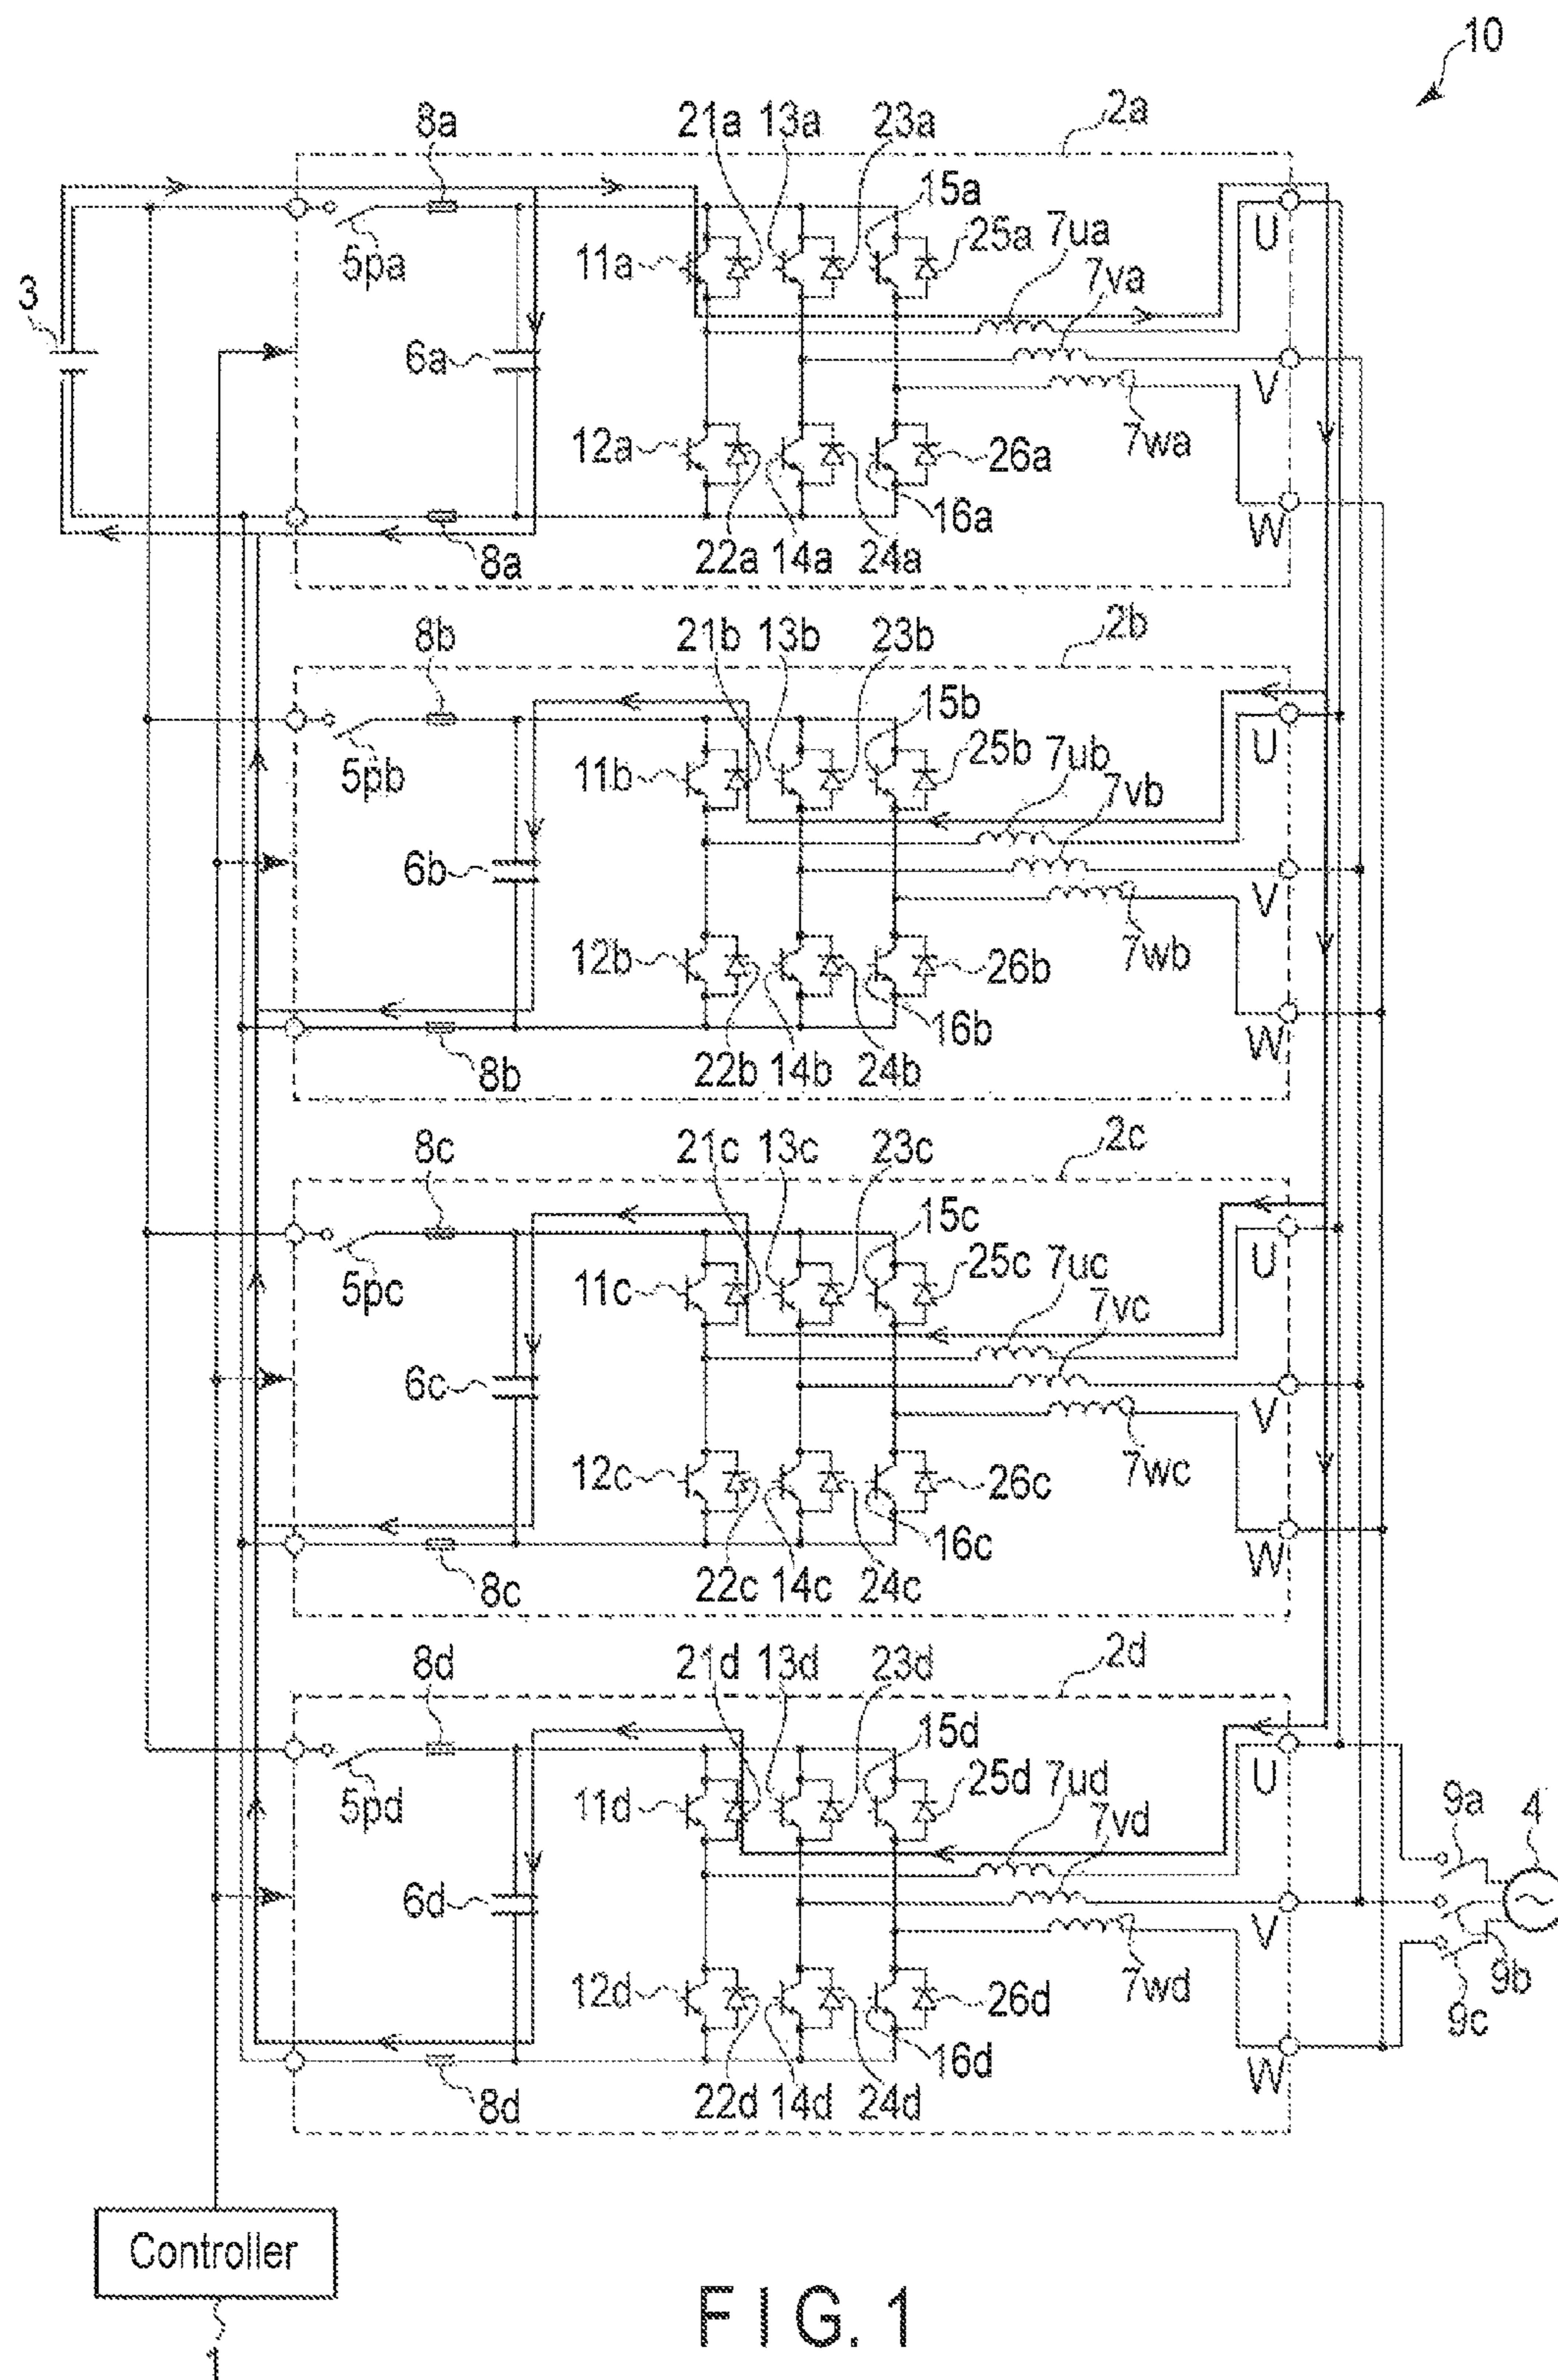 10
8a 21a 13a 23a 2a
15a
3 5pa 11a 25a 7ua 7va U
6a V
12a 26a 7wa
8a 22a 14a 24a 16a W
8b 21b 13b 23b 2b
15b
5pb 11b 25b 7ub 7vb U
6b V
12b 26b 7wb
8b 22b 14b 24b 16b W
8c 21c 13c 23c 2c
15c
5pc 11c 25c 7uc 7vc U
6c V
12c 26c 7wc
8c 22c 14c 24c 16c W
8d 21d 13d 23d 2d
15d
5pd 11d 25d 7ud 7vd U 9a 4
6d V
12d 26d 7wd 9b
9c
8d 22d 14d 24d 16d W
Controller
1
FIG. 1